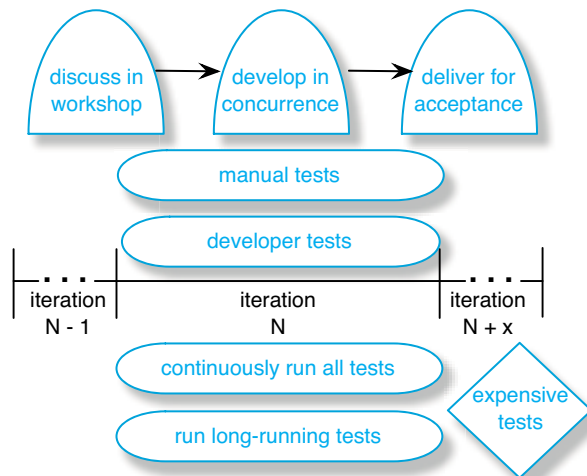 discuss in
workshop
develop in
concurrence
deliver for
acceptance
manual tests
developer tests
. . .
. . .
iteration
N - 1
iteration
N
iteration
N + x
continuously run all tests
run long-running tests
expensive
tests